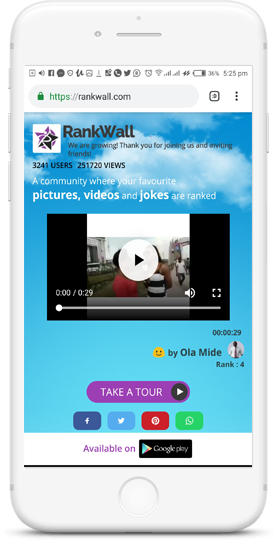 36% 5:25 pm
https://rankwall.com
RankWall
We are growing! Thank you for joining us and inviting
friends!
3241 USERS 251720 VIEWS
A community where your favourite
pictures, videos and jokes are ranked
0:00 / 0:29
00:00:29
by Ola Mide
Rank : 4
TAKE A TOUR
Available on Google play